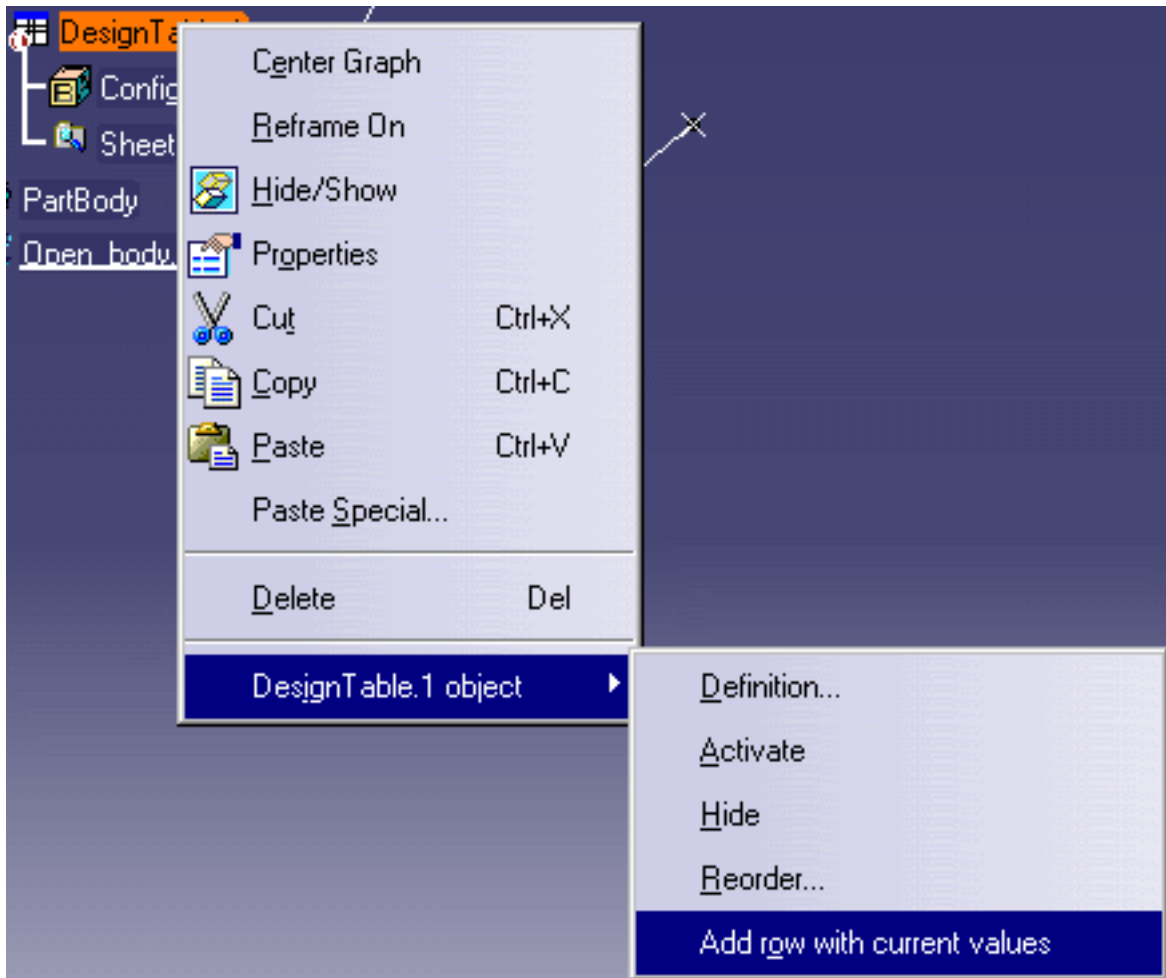 DesignTa
Config
Sheet
PartBody
Open_body.
Center Graph
Reframe On
Hide/Show
Properties
Cut Ctrl+X
Copy Ctrl+C
Paste Ctrl+V
Paste Special...
Delete Del
DesignTable.1 object
Definition...
Activate
Hide
Reorder...
Add row with current values